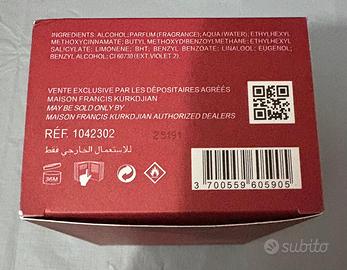 INGREDIENTS: ALCOHOL; PARFUM (FRAGRANCE); AQUA (WATER); ETHYLHEXYL
METHOXYCINNAMATE; BUTYL METHOXYDIBENZOYLMETHANE; ETHYLHEXYL
SALICYLATE; LIMONENE; BHT; BENZYL BENZOATE; LINALOOL; EUGENOL;
BENZYL ALCOHOL; CI 60730 (EXT.VIOLET 2).
VENTE EXCLUSIVE PAR LES DÉPOSITAIRES AGRÉÉS
MAISON FRANCIS KURKDJIAN
MAY BE SOLD ONLY BY
MAISON FRANCIS KURKDJIAN AUTHORIZED DEALERS
RÉF. 1042302
للاستعمال الخارجي فقط
36M
3 700559 605905
subito